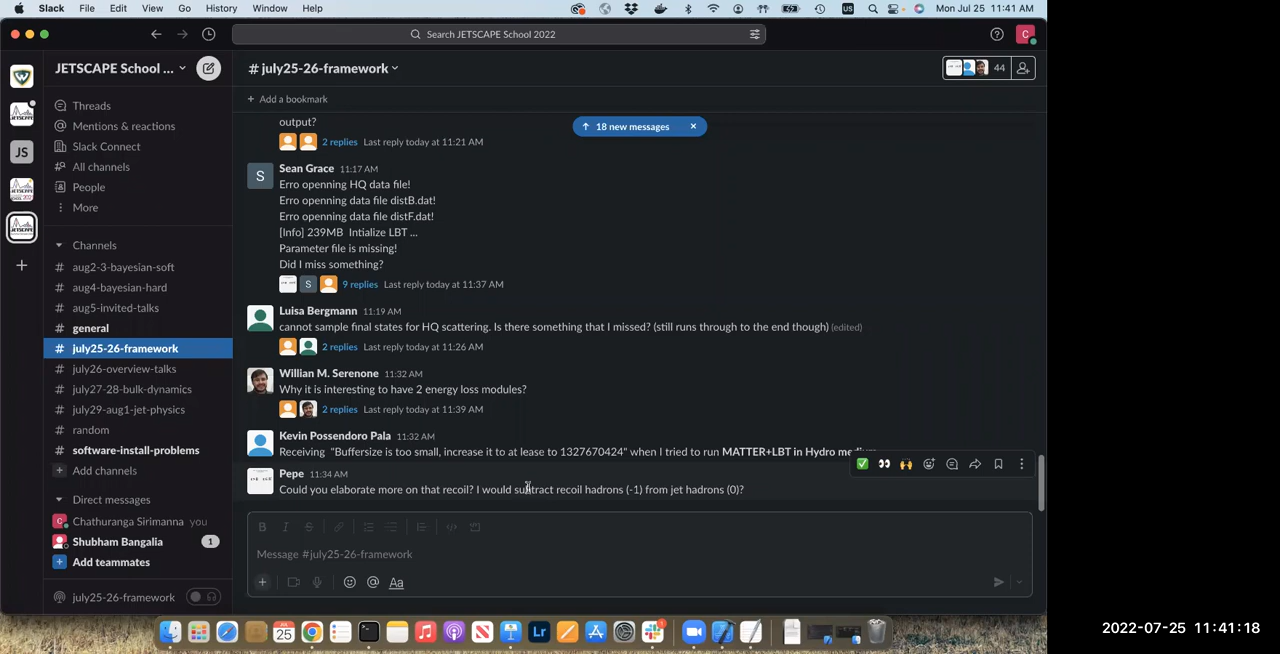 Slack File Edit View Go History Window Help
US
Mon Jul 25 11:41 AM
Search JETSCAPE School 2022
C
JETSCAPE School ...
# july25-26-framework
44
Add a bookmark
JS
Threads
Mentions & reactions
Slack Connect
All channels
People
More
Channels
# aug2-3-bayesian-soft
# aug4-bayesian-hard
# aug5-invited-talks
# general
# july25-26-framework
# july26-overview-talks
# july27-28-bulk-dynamics
# july29-aug1-jet-physics
# random
# software-install-problems
Add channels
Direct messages
Chathuranga Sirimanna you
Shubham Bangalia 1
Add teammates
july25-26-framework
output?
18 new messages
2 replies Last reply today at 11:21 AM
S
Sean Grace 11:17 AM
Erro openning HQ data file!
Erro openning data file distB.dat!
Erro openning data file distF.dat!
[Info] 239MB Intialize LBT ...
Parameter file is missing!
Did I miss something?
S
9 replies Last reply today at 11:37 AM
Luisa Bergmann 11:19 AM
cannot sample final states for HQ scattering. Is there something that I missed? (still runs through to the end though) (edited)
2 replies Last reply today at 11:26 AM
Willian M. Serenone 11:32 AM
Why it is interesting to have 2 energy loss modules?
2 replies Last reply today at 11:39 AM
Kevin Possendoro Pala 11:32 AM
Receiving "Buffersize is too small, increase it to at lease to 1327670424" when I tried to run MATTER+LBT in Hydro
Pepe 11:34 AM
Could you elaborate more on that recoil? I would subtract recoil hadrons (-1) from jet hadrons (0)?
B I S
Message #july25-26-framework
+ @ Aa
JUL
25
Lr
2022-07-25 11:41:18